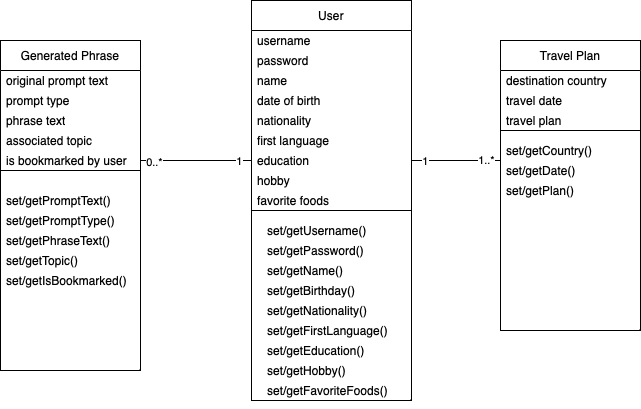 Generated Phrase
original prompt text
prompt type
phrase text
associated topic
is bookmarked by user
set/getPromptText()
set/getPromptType()
set/getPhraseText()
set/getTopic()
set/getIsBookmarked()
0..*
1
User
username
password
name
date of birth
nationality
first language
education
hobby
favorite foods
set/getUsername()
set/getPassword()
set/getName()
set/getBirthday()
set/getNationality()
set/getFirstLanguage()
set/getEducation()
set/getHobby()
set/getFavoriteFoods()
1
1..*
Travel Plan
destination country
travel date
travel plan
set/getCountry()
set/getDate()
set/getPlan()